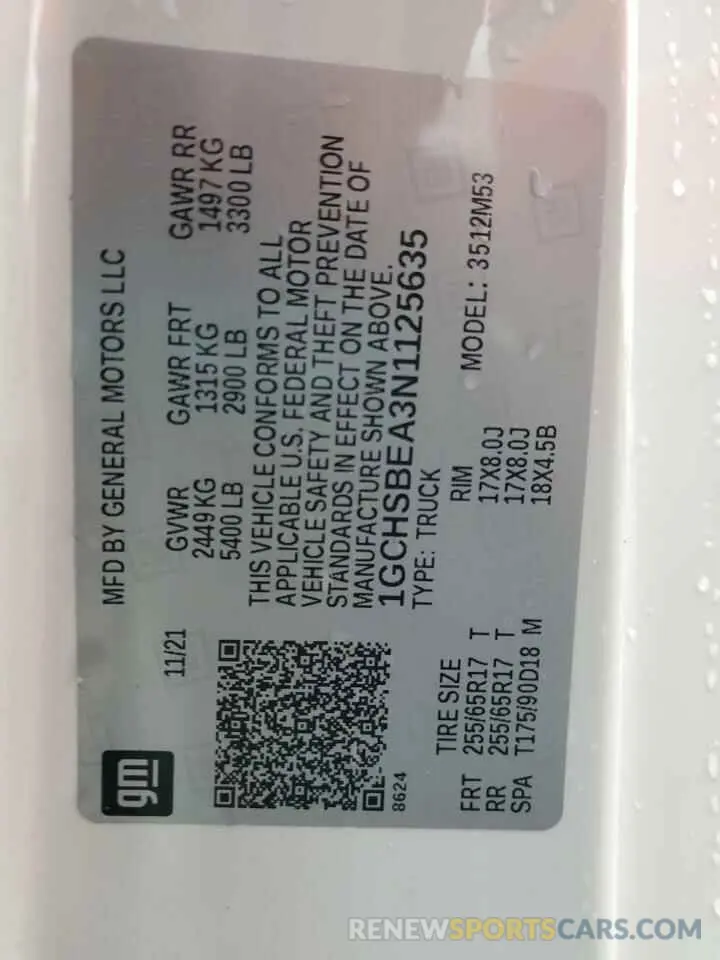 gm
MFD BY GENERAL MOTORS LLC
11/21
GVWR GAWR FRT GAWR RR
2449 KG 1315 KG 1497 KG
5400 LB 2900 LB 3300 LB
THIS VEHICLE CONFORMS TO ALL
APPLICABLE U.S. FEDERAL MOTOR
VEHICLE SAFETY AND THEFT PREVENTION
STANDARDS IN EFFECT ON THE DATE OF
MANUFACTURE SHOWN ABOVE.
1GCHSBEA3N1125635
TYPE: TRUCK MODEL: 3512M53
8624
TIRE SIZE RIM
FRT 255/65R17 T 17X8.0J
RR 255/65R17 T 17X8.0J
SPA T175/90D18 M 18X4.5B
RENEWSPORTSCARS.COM